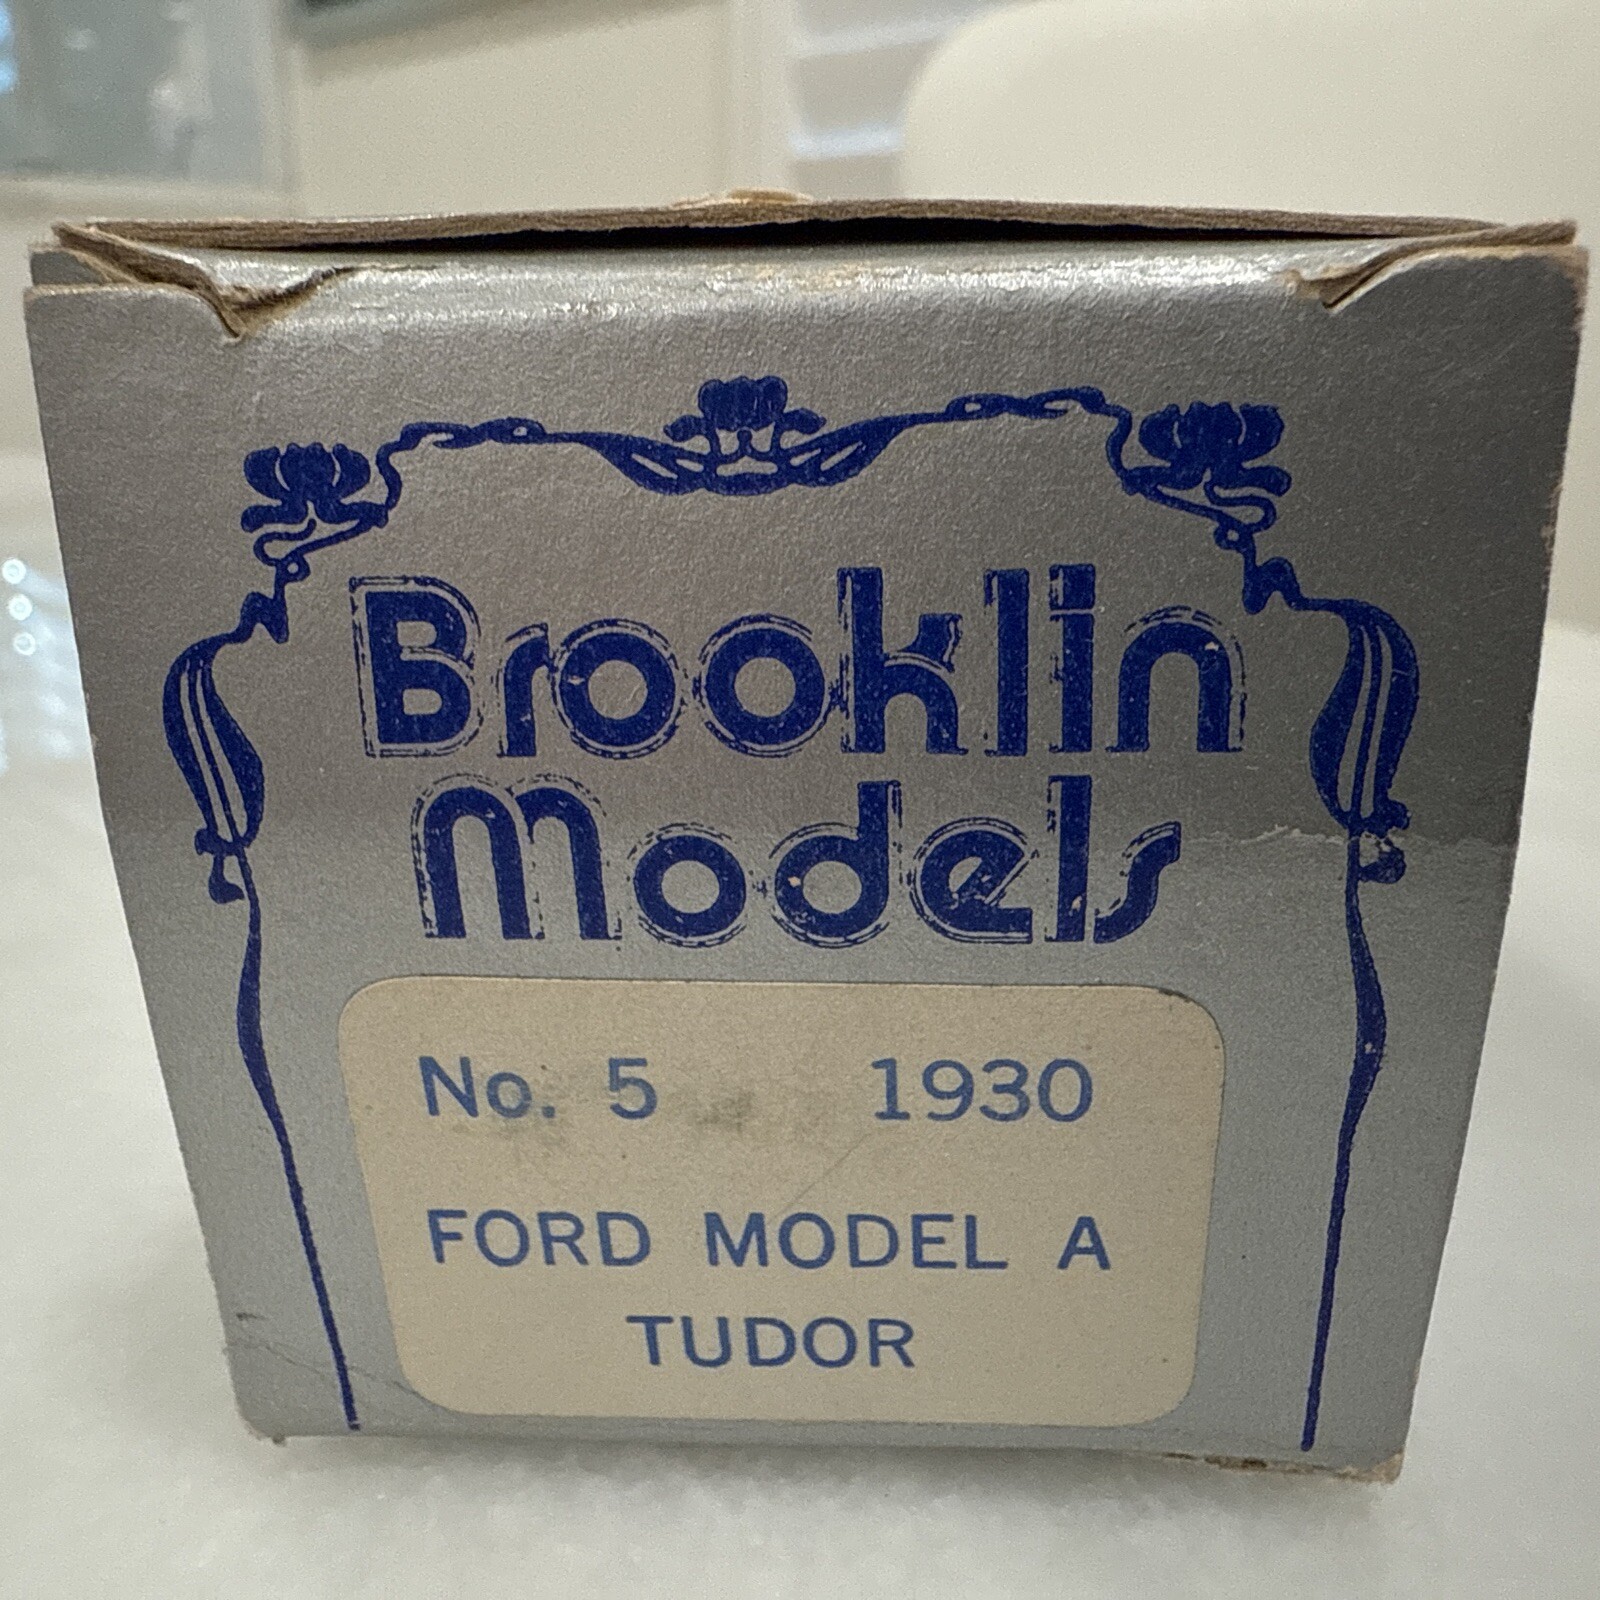 Brooklin
Models
No. 5 1930
FORD MODEL A
TUDOR